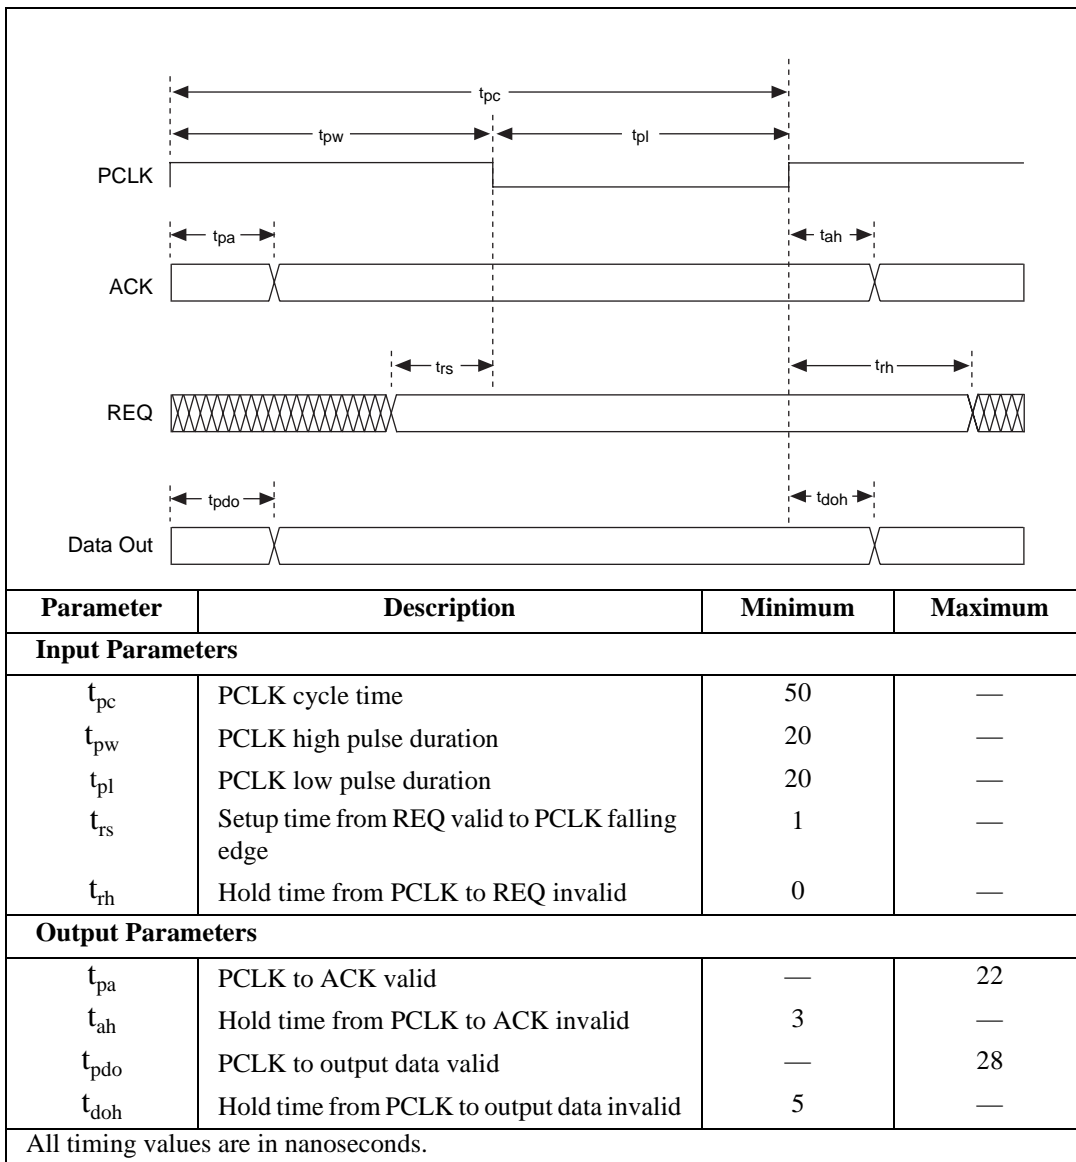 tpc
tpw tpl
PCLK
tpa tah
ACK
trs trh
REQ
tpdo tdoh
Data Out
Parameter Description Minimum Maximum
Input Parameters
tpc PCLK cycle time 50 —
tpw PCLK high pulse duration 20 —
tpl PCLK low pulse duration 20 —
trs Setup time from REQ valid to PCLK falling 1 —
edge
trh Hold time from PCLK to REQ invalid 0 —
Output Parameters
tpa PCLK to ACK valid — 22
tah Hold time from PCLK to ACK invalid 3 —
tpdo PCLK to output data valid — 28
tdoh Hold time from PCLK to output data invalid 5 —
All timing values are in nanoseconds.